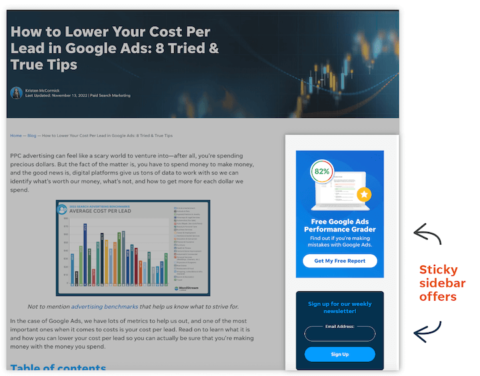 How to Lower Your Cost Per
Lead in Google Ads: 8 Tried &
True Tips
Kristen McCormick
Last Updated: November 13, 2022 | Paid Search Marketing
Home — Blog — How to Lower Your Cost Per Lead in Google Ads: 8 Tried & True Tips
PPC advertising can feel like a scary world to venture into—after all, you're spending
precious dollars. But the fact of the matter is, you have to spend money to make money,
and the good news is, digital platforms give us tons of data to work with so we can
identify what's worth our money, what's not, and how to get more for each dollar we
spend.
AVERAGE COST PER LEAD
Not to mention advertising benchmarks that help us know what to strive for.
In the case of Google Ads, we have lots of metrics to help us out, and one of the most
important ones when it comes to costs is your cost per lead. Read on to learn what it is
and how you can lower your cost per lead so you can actually be sure that you're making
money with the money you spend.
Table of contents
82%
Free Google Ads
Performance Grader
Find out if you're making
mistakes with Google Ads.
Get My Free Report
Sign up for our weekly
newsletter!
Email Address
Sign Up
Sticky
sidebar
offers